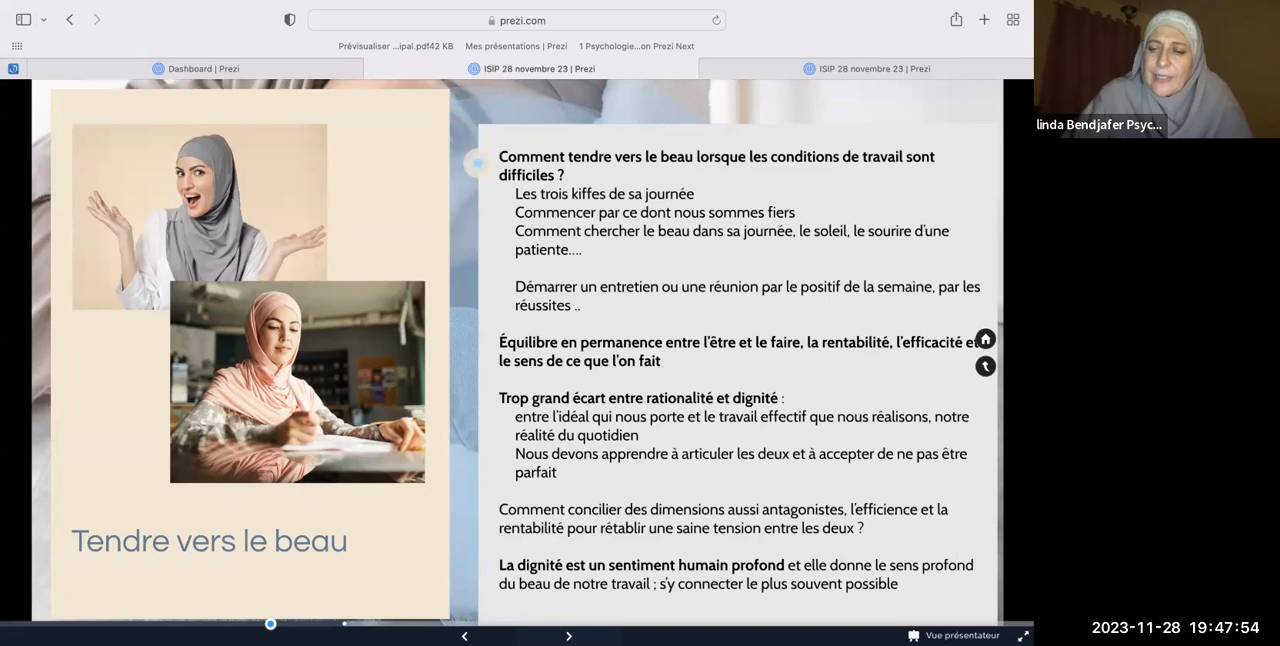 prezi.com
Prévisualiser ...ipal.pdf42 KB
Mes présentations | Prezi
1 Psychologie...on Prezi Next
Dashboard | Prezi
ISIP 28 novembre 23 | Prezi
ISIP 28 novembre 23 | Prezi
linda Bendjafer Psyc...
Comment tendre vers le beau lorsque les conditions de travail sont
difficiles ?
Les trois kiffes de sa journée
Commencer par ce dont nous sommes fiers
Comment chercher le beau dans sa journée, le soleil, le sourire d'une
patiente....
Démarrer un entretien ou une réunion par le positif de la semaine, par les
réussites ..
Équilibre en permanence entre l'être et le faire, la rentabilité, l'efficacité et
le sens de ce que l'on fait
Trop grand écart entre rationalité et dignité :
entre l'idéal qui nous porte et le travail effectif que nous réalisons, notre
réalité du quotidien
Nous devons apprendre à articuler les deux et à accepter de ne pas être
parfait
Comment concilier des dimensions aussi antagonistes, l'efficience et la
rentabilité pour rétablir une saine tension entre les deux ?
La dignité est un sentiment humain profond et elle donne le sens profond
du beau de notre travail ; s'y connecter le plus souvent possible
Tendre vers le beau
Vue présentateur
2023-11-28 19:47:54